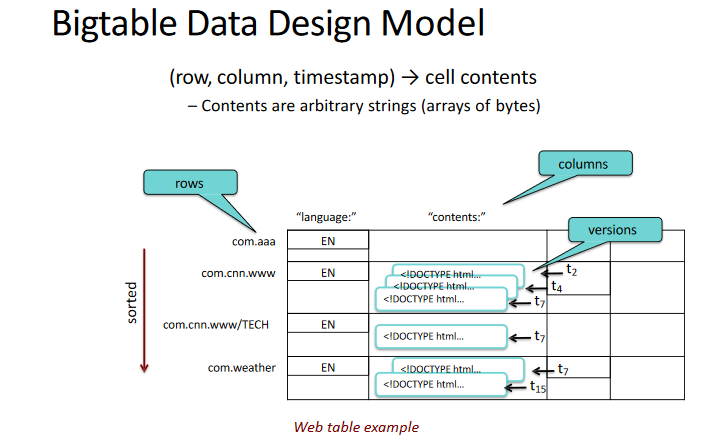 Bigtable Data Design Model
(row, column, timestamp) → cell contents
– Contents are arbitrary strings (arrays of bytes)
columns
rows
"language:"
"contents:"
versions
com.aaa
EN
com.cnn.www
EN
<!DOCTYPE html...
t2
<!DOCTYPE html...
t4
<!DOCTYPE html...
t7
sorted
com.cnn.www/TECH
EN
<!DOCTYPE html...
t7
com.weather
EN
<!DOCTYPE html...
t7
<!DOCTYPE html...
t15
Web table example